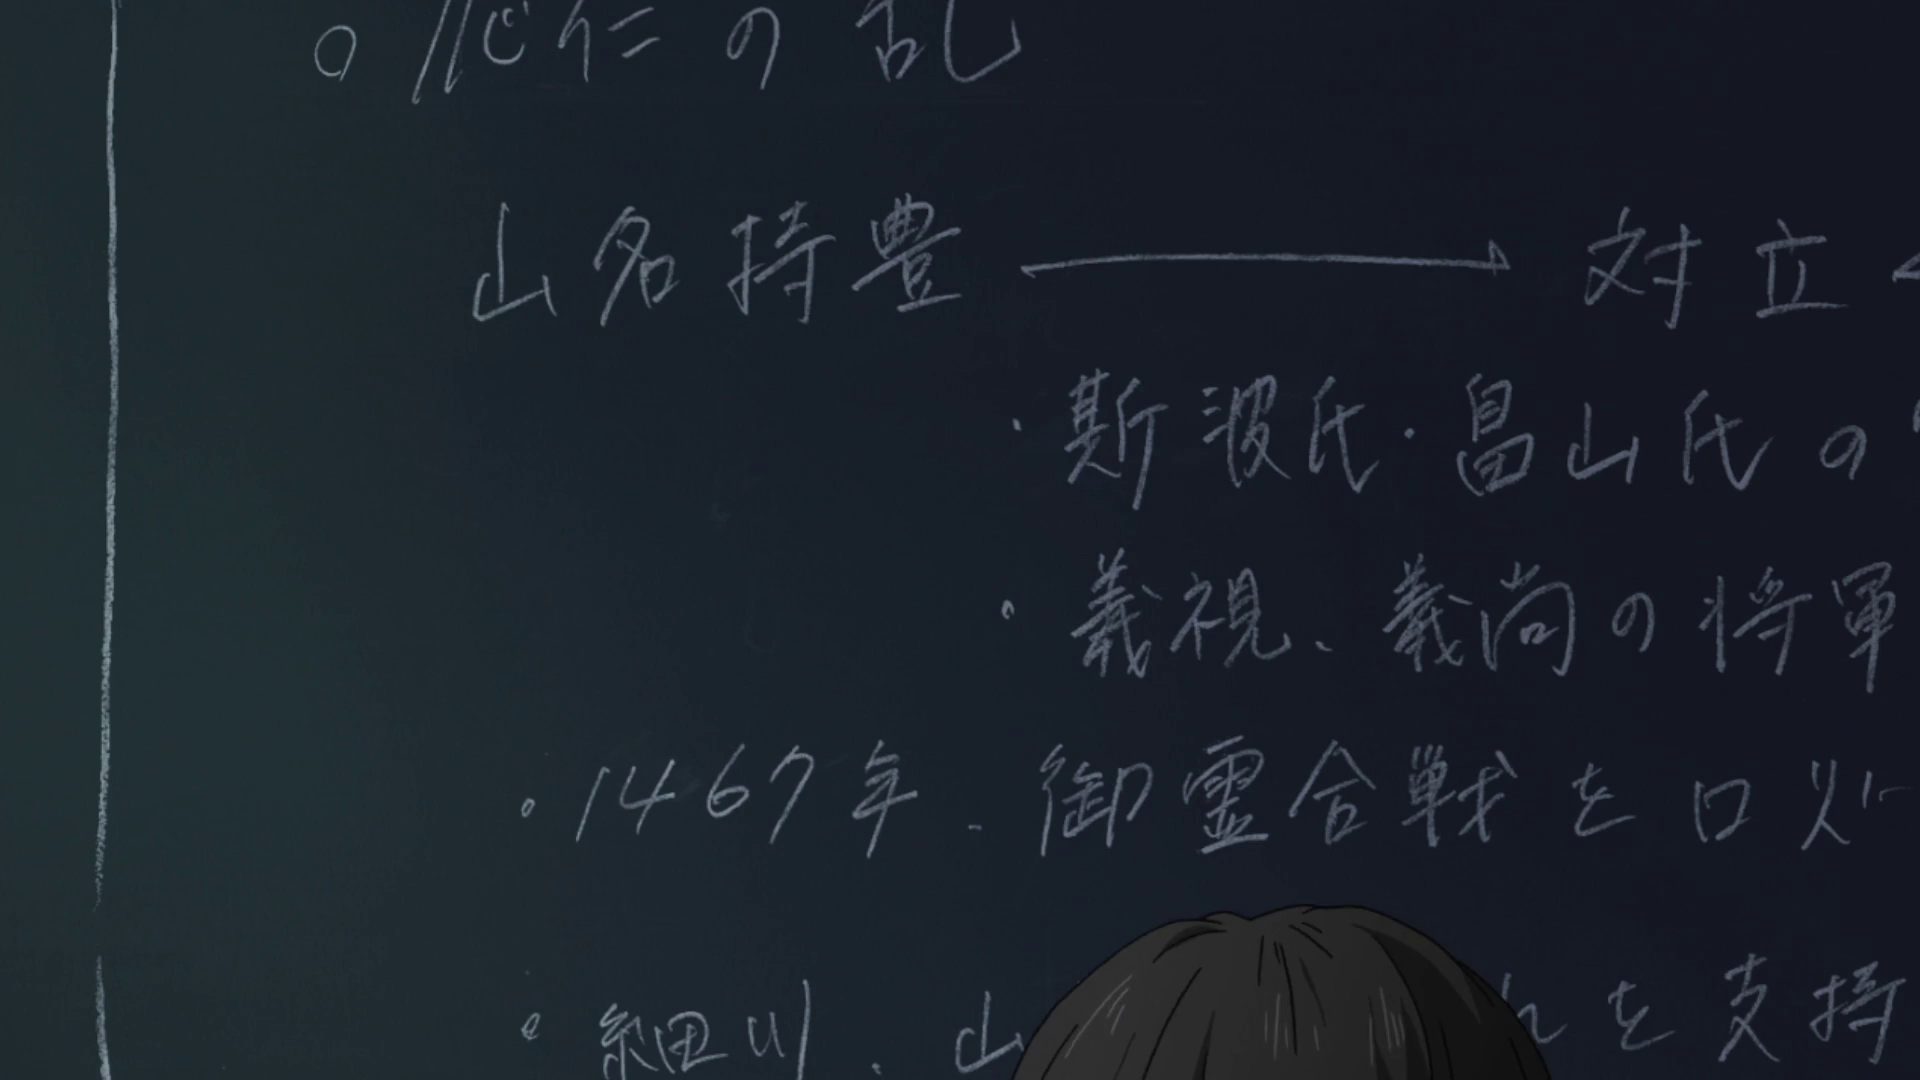 ○ 応仁の乱
山名持豊 ←→ 対立 ←
・斯波氏・畠山氏の
・義視、義尚の将軍
・1467年、御霊合戦を口火に
・細川、山 れを支持